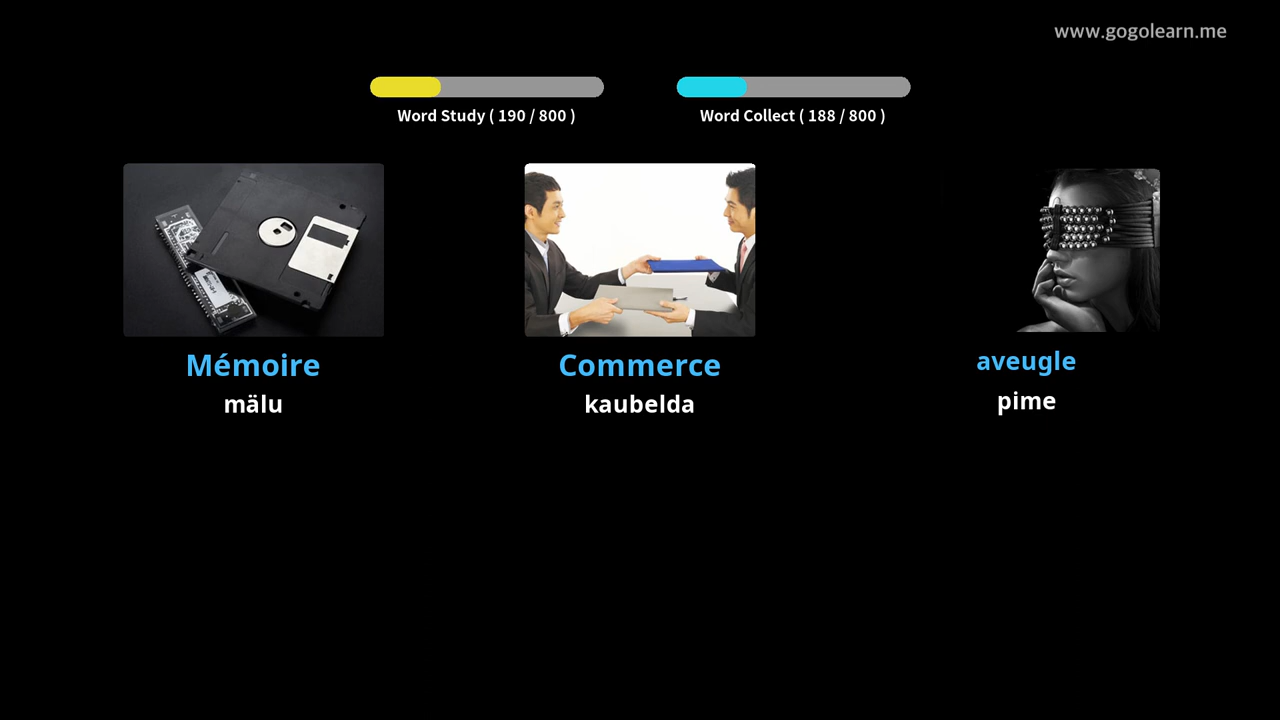 www.gogolearn.me
Word Study ( 190 / 800 )
Word Collect ( 188 / 800 )
Mémoire
mälu
Commerce
kaubelda
aveugle
pime